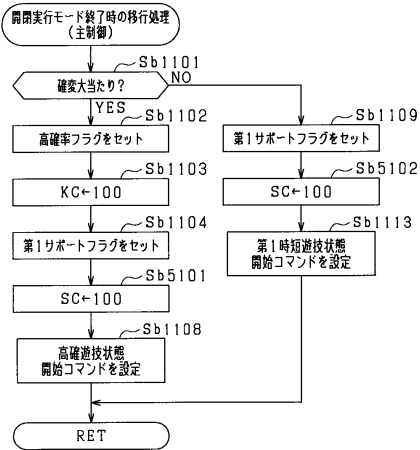 開閉実行モード終了時の移行処理
(主制御)
Sb1101
確変大当たり?
NO
YES
Sb1102
高確率フラグをセット
Sb1103
KC←100
Sb1104
第1サポートフラグをセット
Sb5101
SC←100
Sb1108
高確遊技状態
開始コマンドを設定
Sb1109
第1サポートフラグをセット
Sb5102
SC←100
Sb1113
第1時短遊技状態
開始コマンドを設定
RET